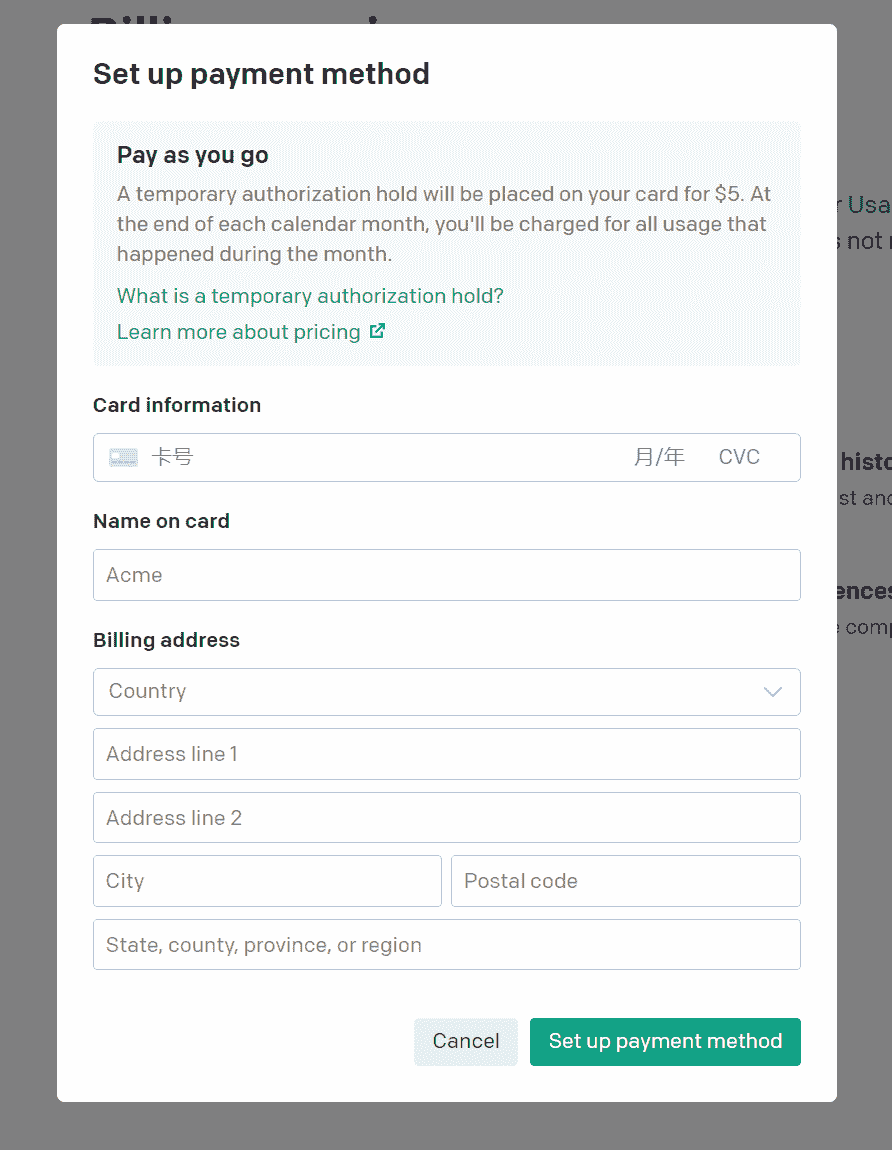 Set up payment method
Pay as you go
A temporary authorization hold will be placed on your card for $5. At
the end of each calendar month, you'll be charged for all usage that
happened during the month.
What is a temporary authorization hold?
Learn more about pricing
Card information
卡号 月/年 CVC
Name on card
Acme
Billing address
Country
Address line 1
Address line 2
City Postal code
State, county, province, or region
Cancel Set up payment method
not